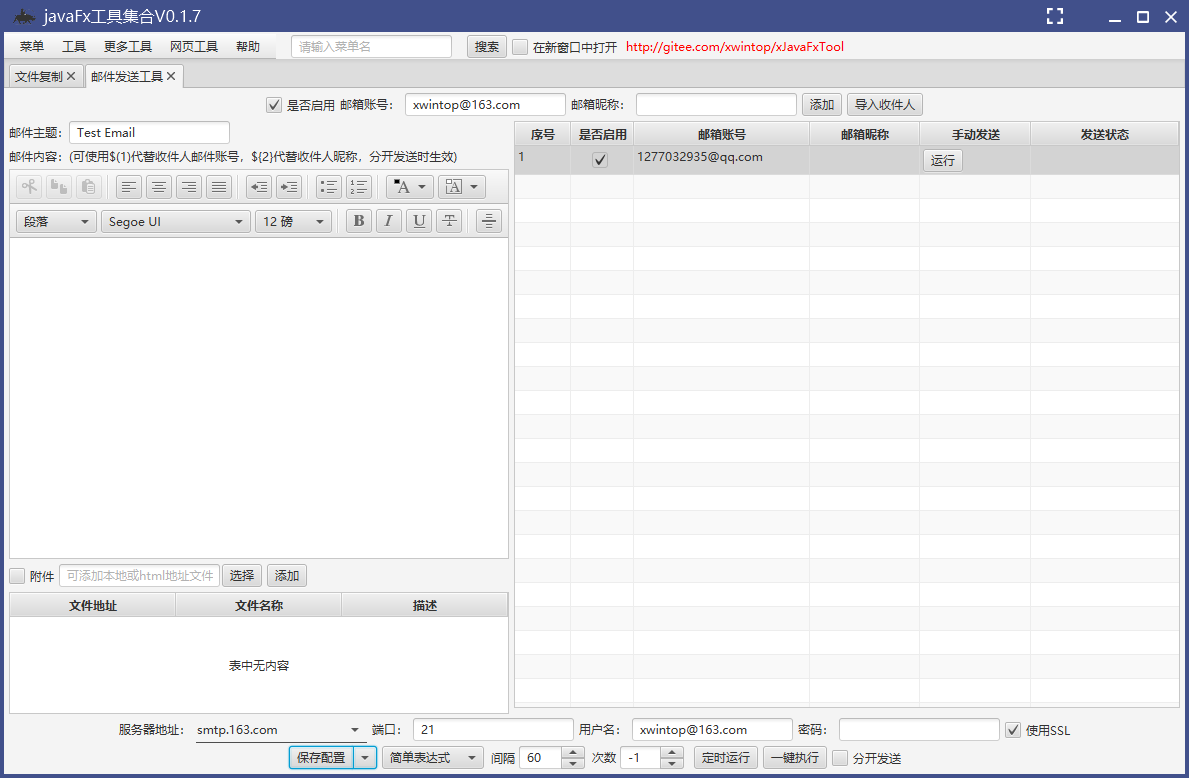 javaFx工具集合V0.1.7
菜单 工具 更多工具 网页工具 帮助 请输入菜单名 搜索 在新窗口中打开 http://gitee.com/xwintop/xJavaFxTool
文件复制 邮件发送工具
是否启用 邮箱账号： xwintop@163.com 邮箱昵称： 添加 导入收件人
邮件主题： Test Email
邮件内容：(可使用$(1)代替收件人邮件账号，${2}代替收件人昵称，分开发送时生效)
段落 Segoe UI 12 磅 B I U T
序号 是否启用 邮箱账号 邮箱昵称 手动发送 发送状态
1 1277032935@qq.com 运行
附件 可添加本地或html地址文件 选择 添加
文件地址 文件名称 描述
表中无内容
服务器地址： smtp.163.com 端口： 21 用户名： xwintop@163.com 密码： 使用SSL
保存配置 简单表达式 间隔 60 次数 -1 定时运行 一键执行 分开发送